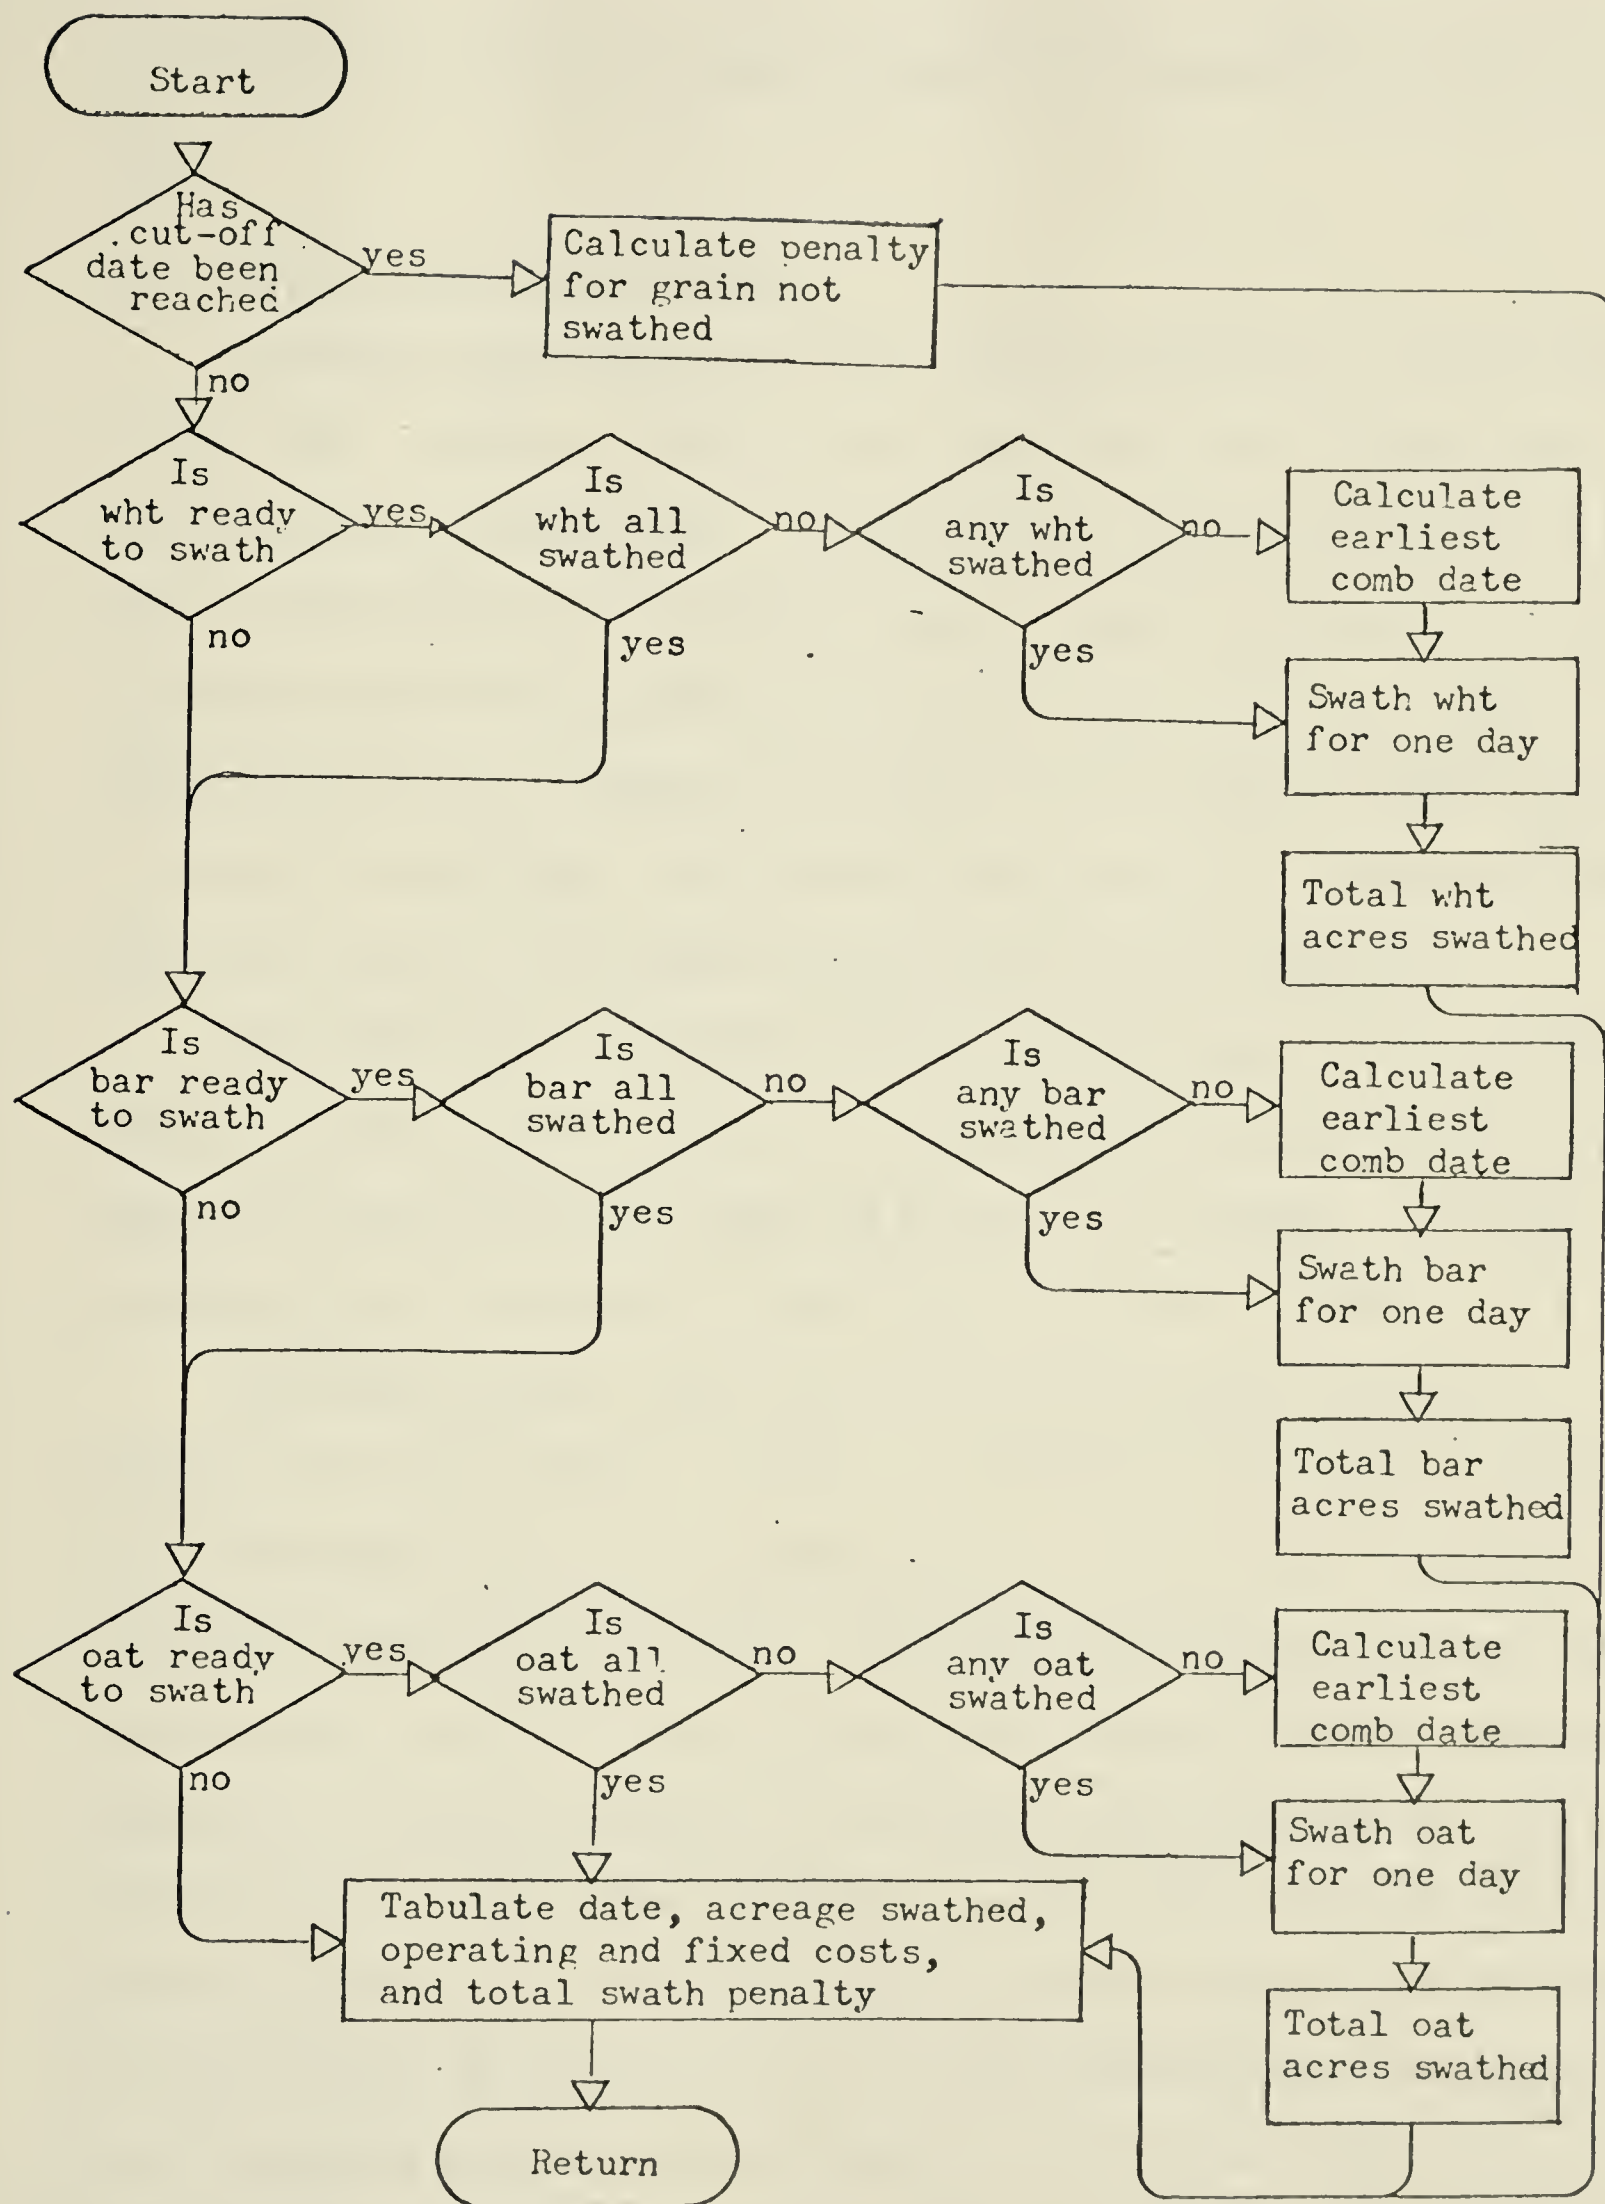 Start
Has
cut-off
date been
reached
yes
Calculate penalty
for grain not
swathed
no
Is
wht ready
to swath
yes
Is
wht all
swathed
no
Is
any wht
swathed
no
Calculate
earliest
comb date
no
yes
yes
Swath wht
for one day
Total wht
acres swathed
Is
bar ready
to swath
yes
Is
bar all
swathed
no
Is
any bar
swathed
no
Calculate
earliest
comb date
no
yes
yes
Swath bar
for one day
Total bar
acres swathed
Is
oat ready
to swath
yes
Is
oat all
swathed
no
Is
any oat
swathed
no
Calculate
earliest
comb date
no
yes
yes
Swath oat
for one day
Tabulate date, acreage swathed,
operating and fixed costs,
and total swath penalty
Total oat
acres swathed
Return